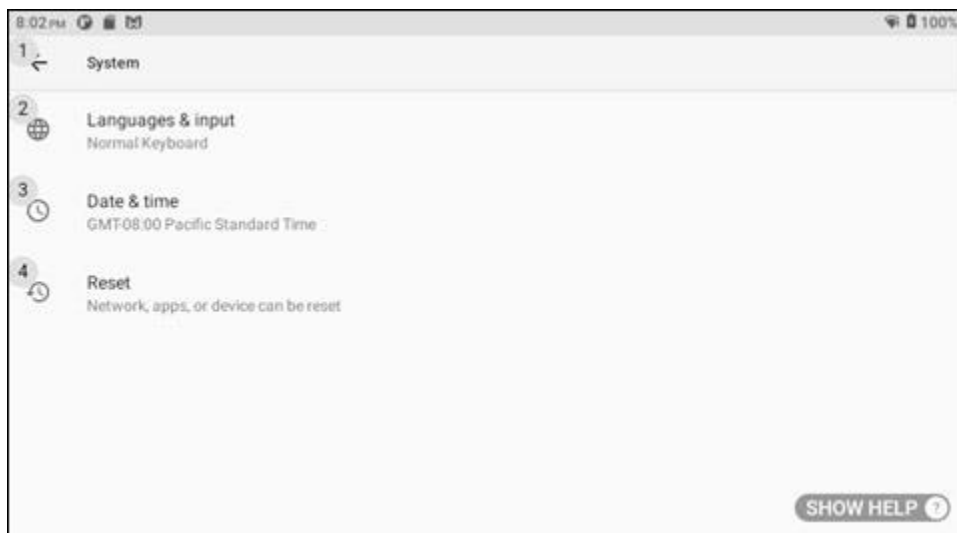 8:02 PM 100%
1 System
2 Languages & input
Normal Keyboard
3 Date & time
GMT-08:00 Pacific Standard Time
4 Reset
Network, apps, or device can be reset
SHOW HELP ?